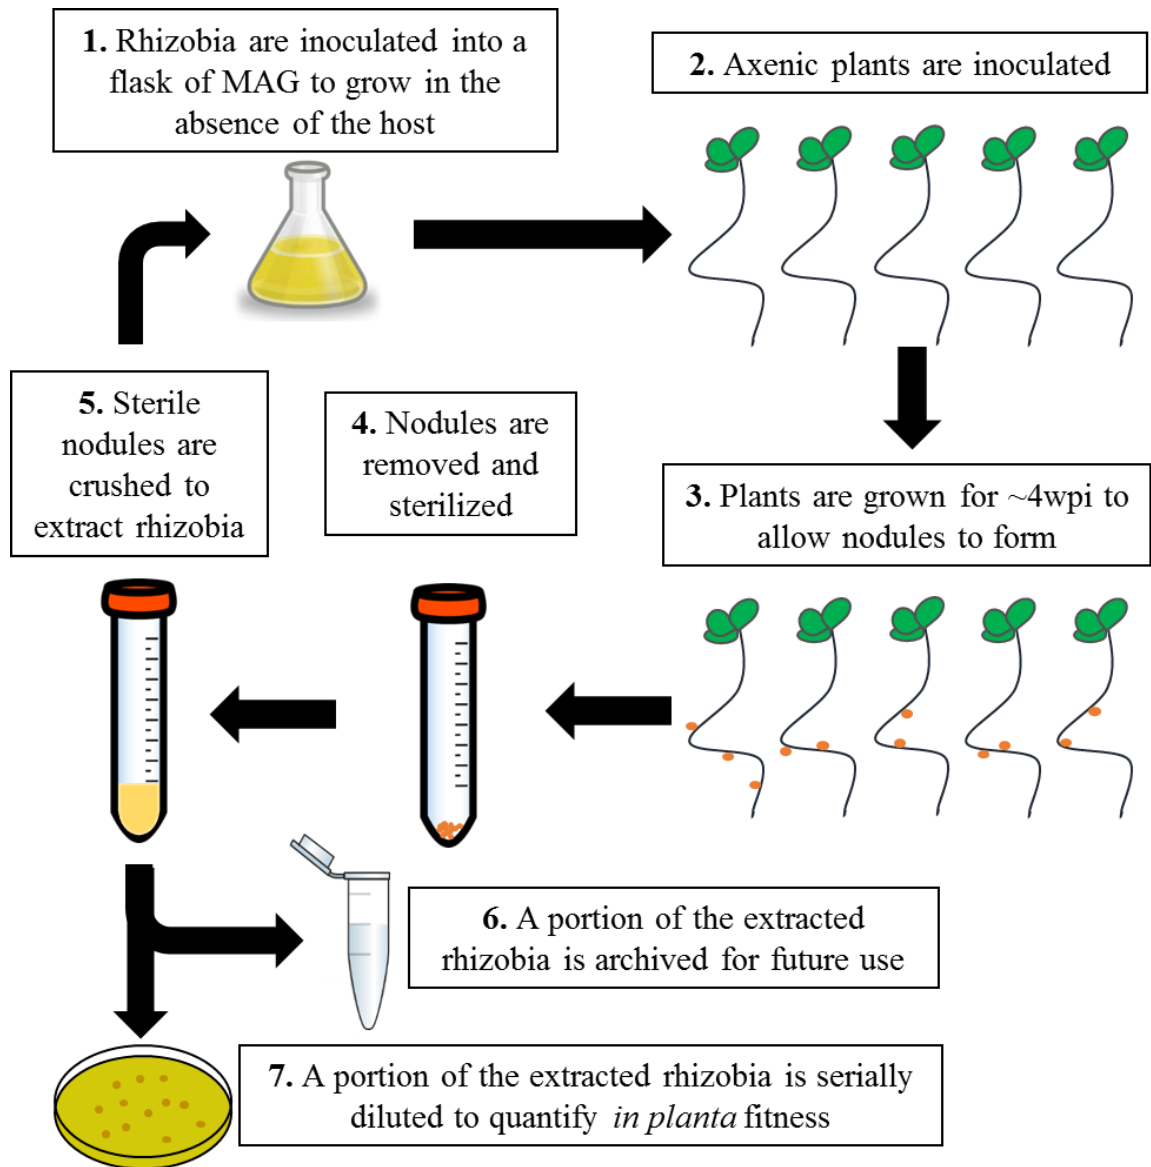 1. Rhizobia are inoculated into a
flask of MAG to grow in the
absence of the host
2. Axenic plants are inoculated
3. Plants are grown for ~4wpi to
allow nodules to form
4. Nodules are
removed and
sterilized
5. Sterile
nodules are
crushed to
extract rhizobia
6. A portion of the extracted
rhizobia is archived for future use
7. A portion of the extracted rhizobia is serially
diluted to quantify in planta fitness